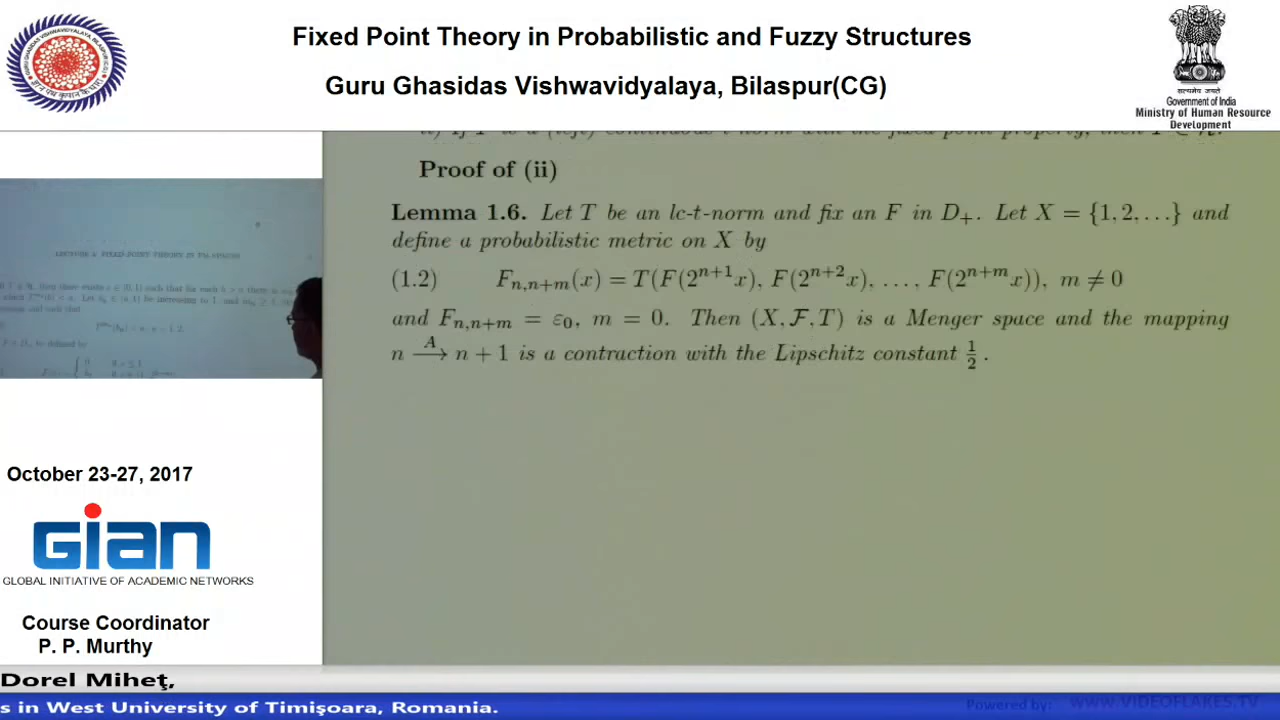 Fixed Point Theory in Probabilistic and Fuzzy Structures
Guru Ghasidas Vishwavidyalaya, Bilaspur(CG)
सत्यमेव जयते
Government of India
Ministry of Human Resource
Development
Proof of (ii)
Lemma 1.6. Let T be an lc-t-norm and fix an F in D₊. Let X = {1, 2, . . .} and
define a probabilistic metric on X by
(1.2) Fₙ,ₙ₊ₘ(x) = T(F(2ⁿ⁺¹x), F(2ⁿ⁺²x), . . . , F(2ⁿ⁺ᵐx)), m ≠ 0
and Fₙ,ₙ₊ₘ = ε₀, m = 0. Then (X, ℱ, T) is a Menger space and the mapping
n —A→ n + 1 is a contraction with the Lipschitz constant 1/2 .
October 23-27, 2017
GIAN
GLOBAL INITIATIVE OF ACADEMIC NETWORKS
Course Coordinator
P. P. Murthy
Dorel Miheţ,
s in West University of Timişoara, Romania.
Powered by: WWW.VIDEOFLAKES.TV